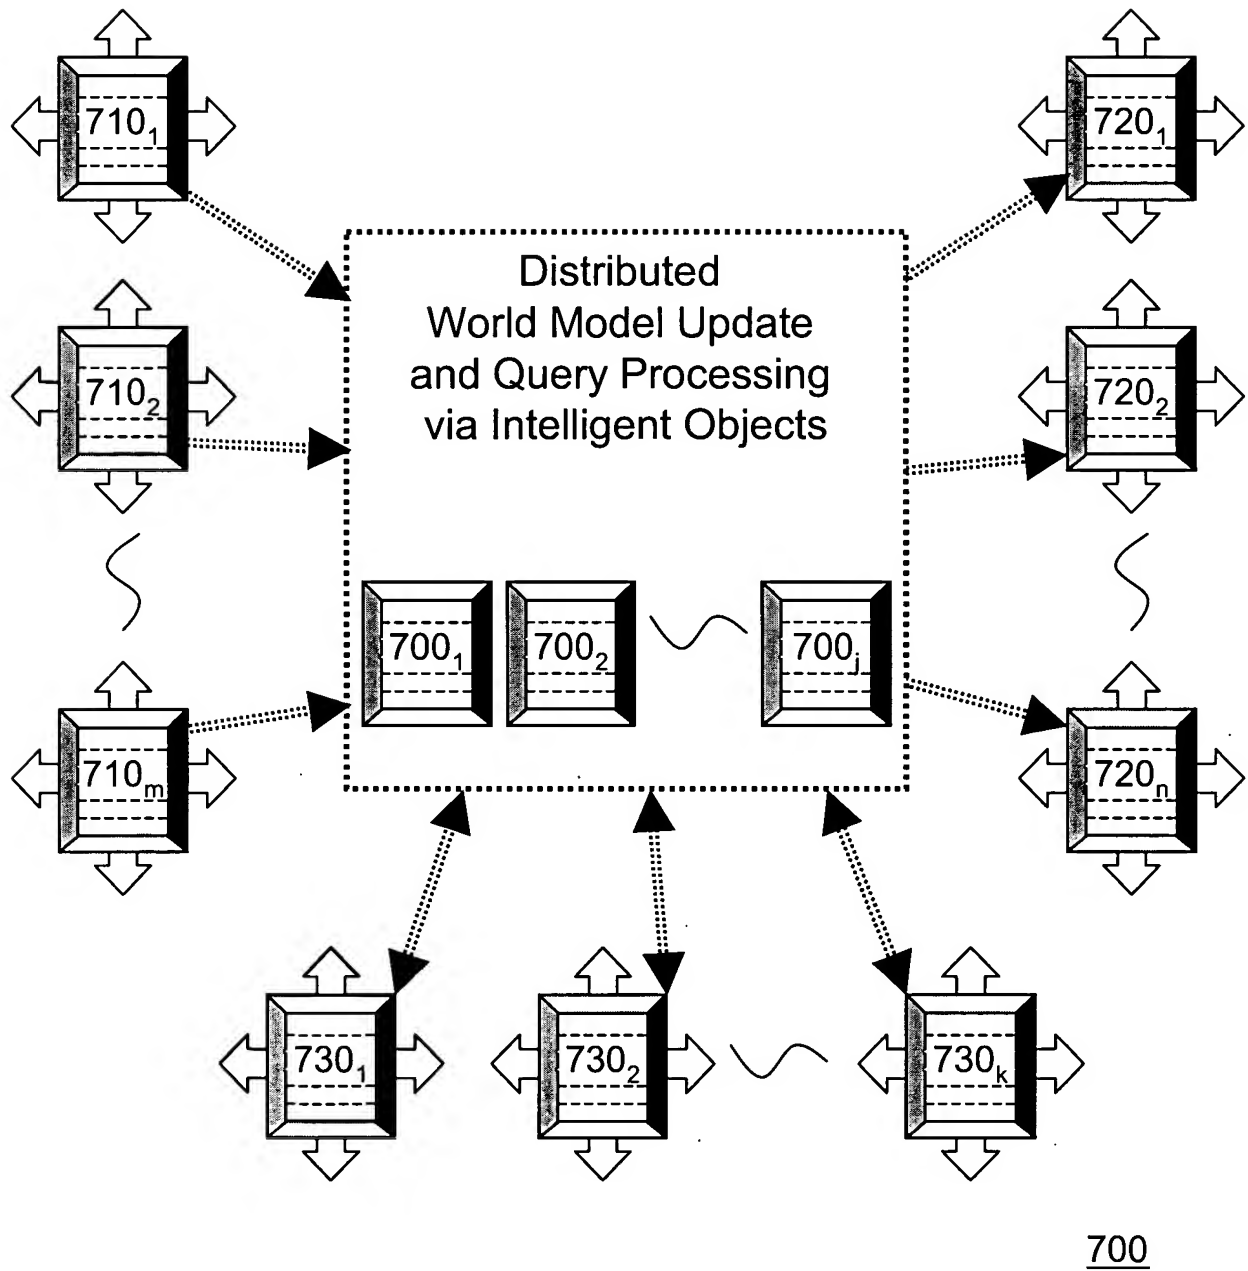 710₁
720₁
Distributed
World Model Update
and Query Processing
via Intelligent Objects
710₂
720₂
700₁ 700₂ 700ⱼ
710ₘ
720ₙ
730₁ 730₂ 730ₖ
700